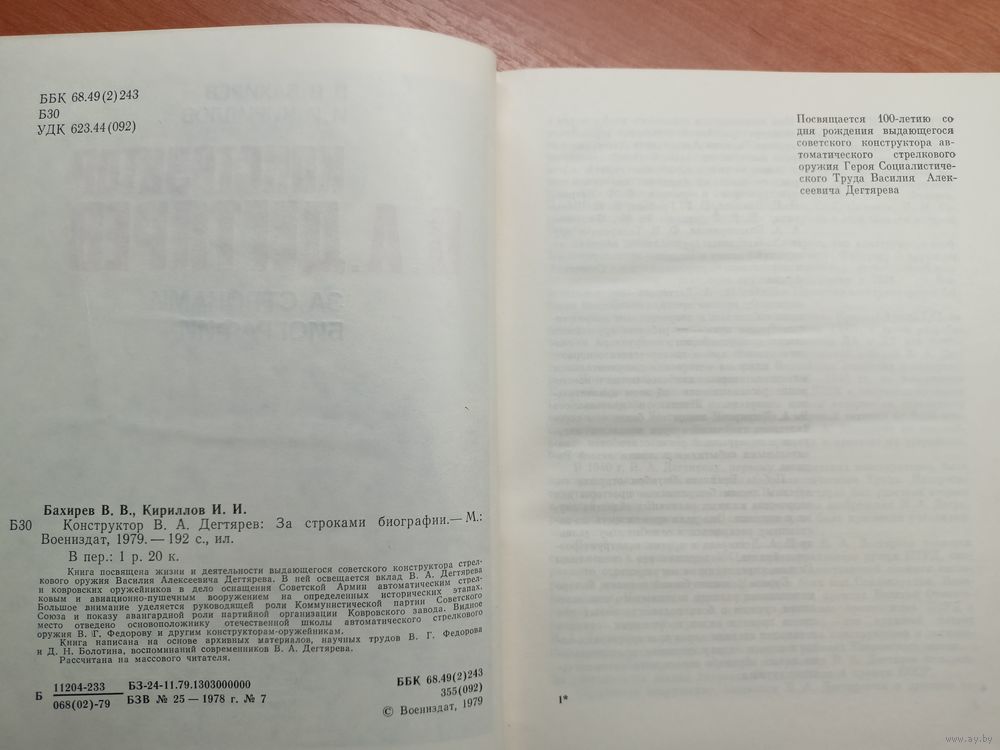 ББК 68.49(2)243
Б30
УДК 623.44(092)
Бахирев В. В., Кириллов И. И.
Б30 Конструктор В. А. Дегтярев: За строками биографии.— М.:
Воениздат, 1979.— 192 с., ил.
В пер.: 1 р. 20 к.
Книга посвящена жизни и деятельности выдающегося советского конструктора стрел-
кового оружия Василия Алексеевича Дегтярева. В ней освещается вклад В. А. Дегтярева
и ковровских оружейников в дело оснащения Советской Армии автоматическим стрел-
ковым и авиационно-пушечным вооружением на определенных исторических этапах.
Большое внимание уделяется руководящей роли Коммунистической партии Советского
Союза и показу авангардной роли партийной организации Ковровского завода. Видное
место отведено основоположнику отечественной школы автоматического стрелкового
оружия В. Г. Федорову и другим конструкторам-оружейникам.
Книга написана на основе архивных материалов, научных трудов В. Г. Федорова
и Д. Н. Болотина, воспоминаний современников В. А. Дегтярева.
Рассчитана на массового читателя.
Б 11204-233 БЗ-24-11.79.1303000000
068(02)-79 БЗВ № 25 — 1978 г. № 7
ББК 68.49(2)243
355(092)
© Воениздат, 1979
Посвящается 100-летию со
дня рождения выдающегося
советского конструктора ав-
томатического стрелкового
оружия Героя Социалистиче-
ского Труда Василия Алек-
сеевича Дегтярева
1*
www.ay.by